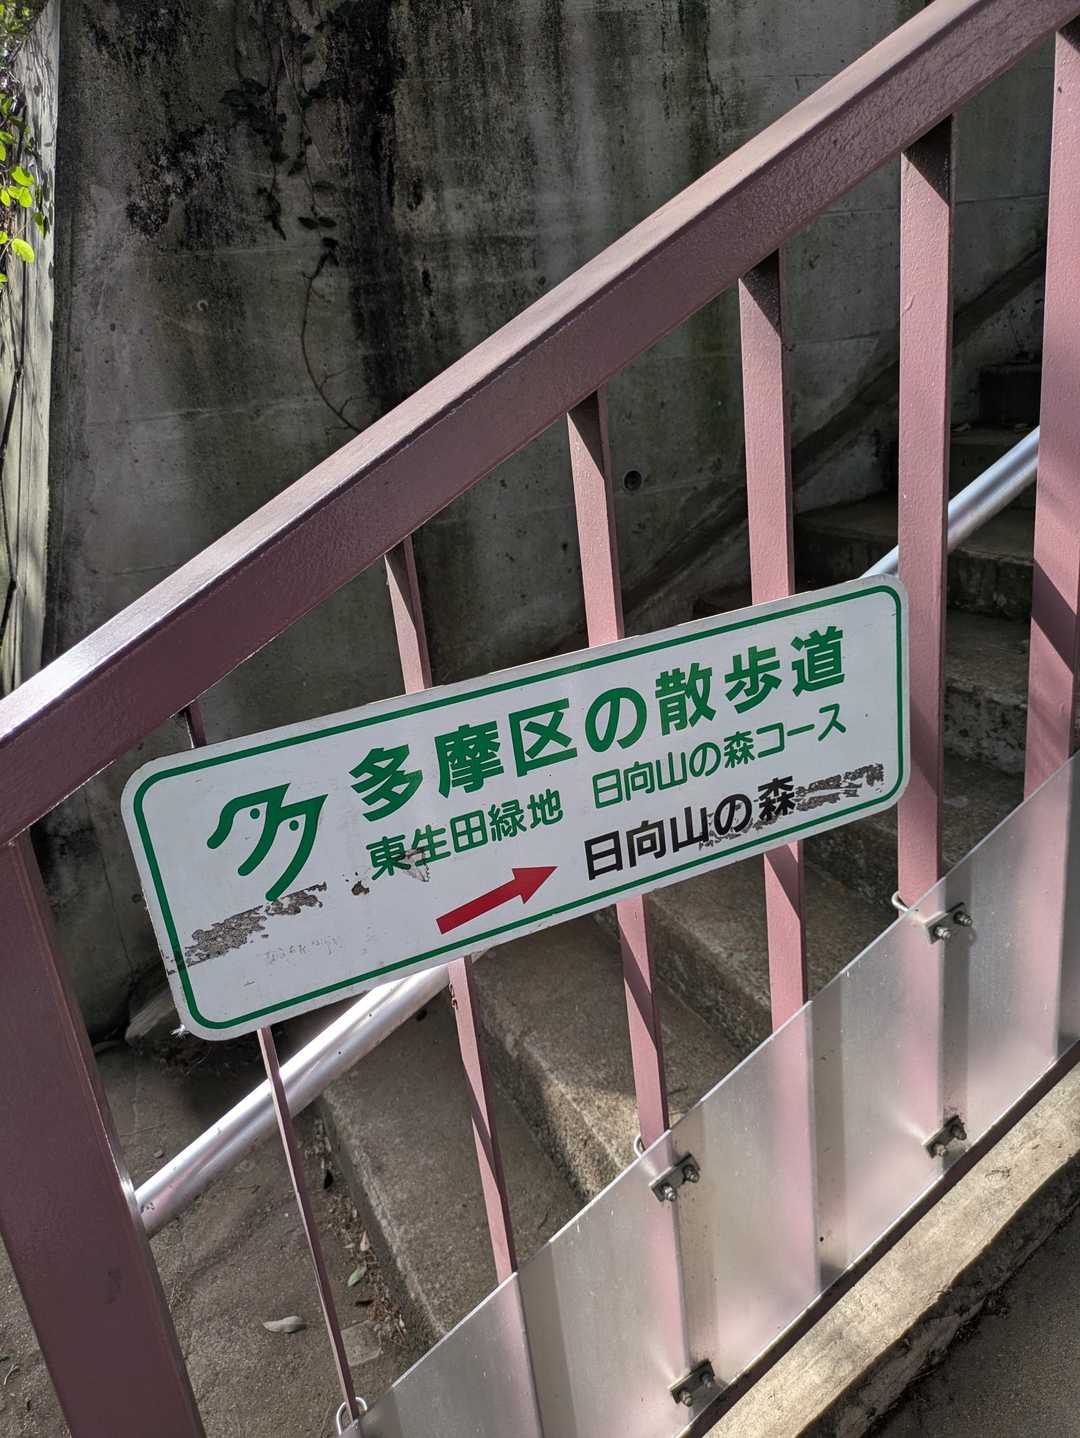 多摩区の散歩道
東生田緑地 日向山の森コース
日向山の森